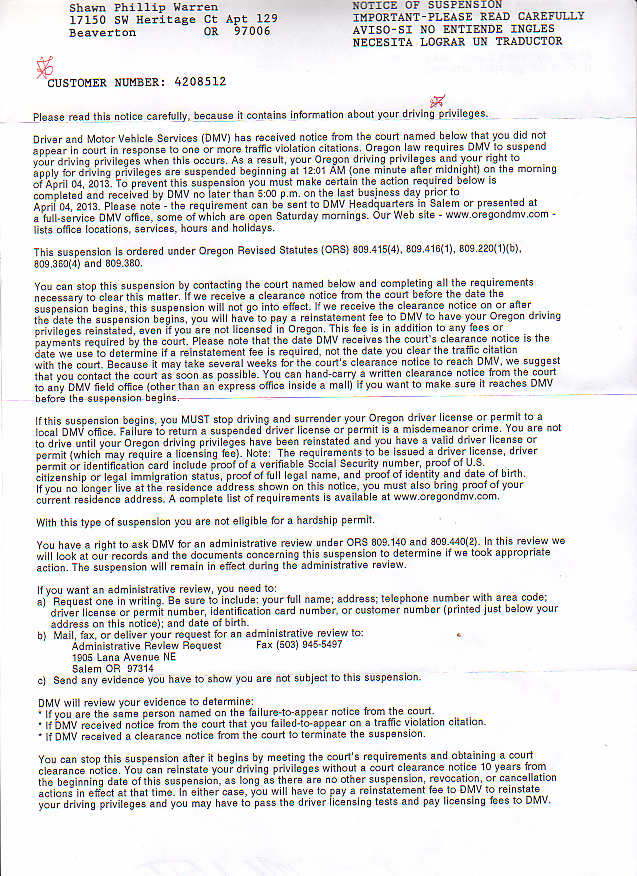 Shawn Phillip Warren
17150 SW Heritage Ct Apt 129
Beaverton OR 97006
NOTICE OF SUSPENSION
IMPORTANT-PLEASE READ CAREFULLY
AVISO-SI NO ENTIENDE INGLES
NECESITA LOGRAR UN TRADUCTOR
CUSTOMER NUMBER: 4208512
Please read this notice carefully, because it contains information about your driving privileges.
Driver and Motor Vehicle Services (DMV) has received notice from the court named below that you did not
appear in court in response to one or more traffic violation citations. Oregon law requires DMV to suspend
your driving privileges when this occurs. As a result, your Oregon driving privileges and your right to
apply for driving privileges are suspended beginning at 12:01 AM (one minute after midnight) on the morning
of April 04, 2013. To prevent this suspension you must make certain the action required below is
completed and received by DMV no later than 5:00 p.m. on the last business day prior to
April 04, 2013. Please note - the requirement can be sent to DMV Headquarters in Salem or presented at
a full-service DMV office, some of which are open Saturday mornings. Our Web site - www.oregondmv.com -
lists office locations, services, hours and holidays.
This suspension is ordered under Oregon Revised Statutes (ORS) 809.415(4), 809.416(1), 809.220(1)(b),
809.360(4) and 809.380.
You can stop this suspension by contacting the court named below and completing all the requirements
necessary to clear this matter. If we receive a clearance notice from the court before the date the
suspension begins, this suspension will not go into effect. If we receive the clearance notice on or after
the date the suspension begins, you will have to pay a reinstatement fee to DMV to have your Oregon driving
privileges reinstated, even if you are not licensed in Oregon. This fee is in addition to any fees or
payments required by the court. Please note that the date DMV receives the court's clearance notice is the
date we use to determine if a reinstatement fee is required, not the date you clear the traffic citation
with the court. Because it may take several weeks for the court's clearance notice to reach DMV, we suggest
that you contact the court as soon as possible. You can hand-carry a written clearance notice from the court
to any DMV field office (other than an express office inside a mall) if you want to make sure it reaches DMV
before the suspension begins.
If this suspension begins, you MUST stop driving and surrender your Oregon driver license or permit to a
local DMV office. Failure to return a suspended driver license or permit is a misdemeanor crime. You are not
to drive until your Oregon driving privileges have been reinstated and you have a valid driver license or
permit (which may require a licensing fee). Note: The requirements to be issued a driver license, driver
permit or identification card include proof of a verifiable Social Security number, proof of U.S.
citizenship or legal immigration status, proof of full legal name, and proof of identity and date of birth.
If you no longer live at the residence address shown on this notice, you must also bring proof of your
current residence address. A complete list of requirements is available at www.oregondmv.com.
With this type of suspension you are not eligible for a hardship permit.
You have a right to ask DMV for an administrative review under ORS 809.140 and 809.440(2). In this review we
will look at our records and the documents concerning this suspension to determine if we took appropriate
action. The suspension will remain in effect during the administrative review.
If you want an administrative review, you need to:
a) Request one in writing. Be sure to include: your full name; address; telephone number with area code;
driver license or permit number, identification card number, or customer number (printed just below your
address on this notice); and date of birth.
b) Mail, fax, or deliver your request for an administrative review to:
Administrative Review Request Fax (503) 945-5497
1905 Lana Avenue NE
Salem OR 97314
c) Send any evidence you have to show you are not subject to this suspension.
DMV will review your evidence to determine:
* If you are the same person named on the failure-to-appear notice from the court.
* If DMV received notice from the court that you failed-to-appear on a traffic violation citation.
* If DMV received a clearance notice from the court to terminate the suspension.
You can stop this suspension after it begins by meeting the court's requirements and obtaining a court
clearance notice. You can reinstate your driving privileges without a court clearance notice 10 years from
the beginning date of this suspension, as long as there are no other suspension, revocation, or cancellation
actions in effect at that time. In either case, you will have to pay a reinstatement fee to DMV to reinstate
your driving privileges and you may have to pass the driver licensing tests and pay licensing fees to DMV.